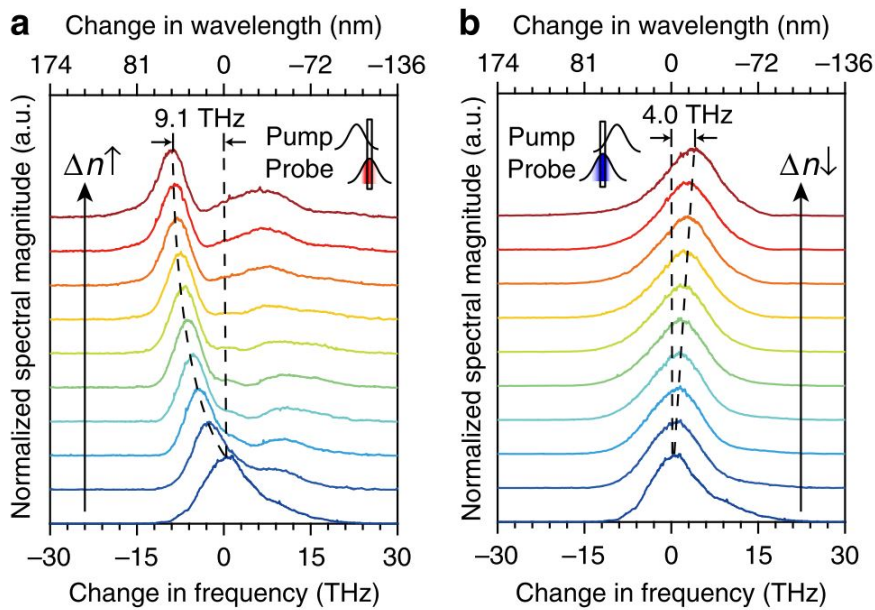 a
Change in wavelength (nm)
174 81 0 −72 −136
9.1 THz
Pump
Probe
Δn↑
Normalized spectral magnitude (a.u.)
−30 −15 0 15 30
Change in frequency (THz)
b
Change in wavelength (nm)
174 81 0 −72 −136
4.0 THz
Pump
Probe
Δn↓
Normalized spectral magnitude (a.u.)
−30 −15 0 15 30
Change in frequency (THz)